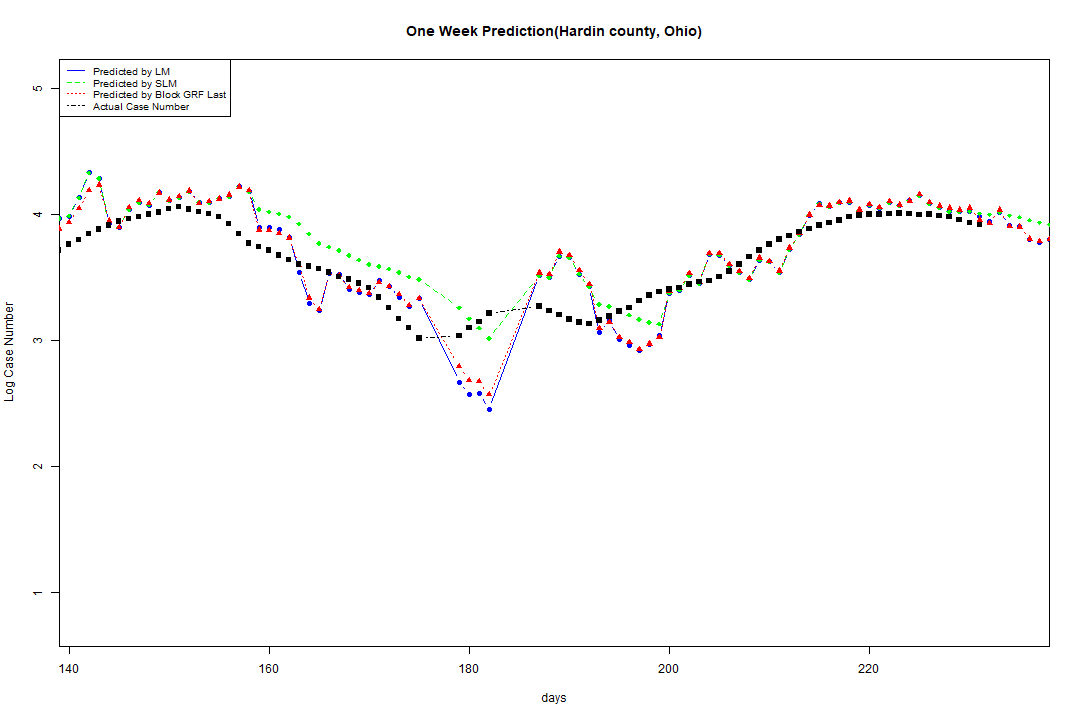 One Week Prediction(Hardin county, Ohio)
Predicted by LM
Predicted by SLM
Predicted by Block GRF Last
Actual Case Number
5
4
3
2
1
Log Case Number
140 160 180 200 220
days